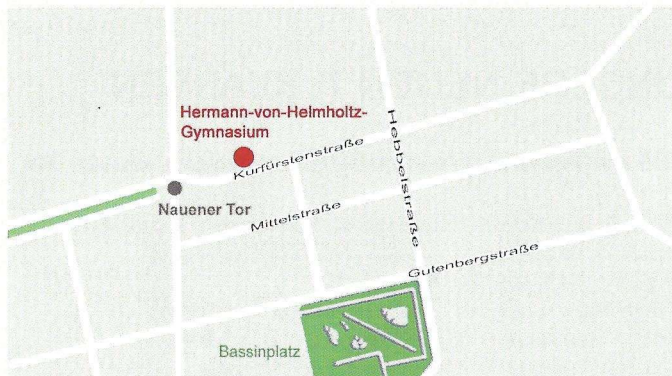 Hermann-von-Helmholtz-
Gymnasium
Kurfürstenstraße
Hebbelstraße
Nauener Tor
Mittelstraße
Gutenbergstraße
Bassinplatz